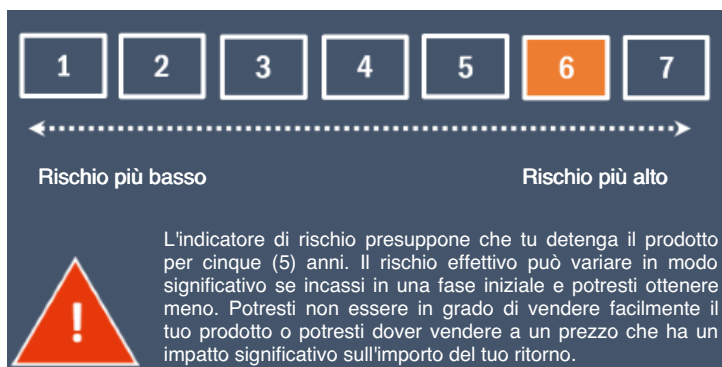 1 2 3 4 5 6 7
Rischio più basso Rischio più alto
L'indicatore di rischio presuppone che tu detenga il prodotto
per cinque (5) anni. Il rischio effettivo può variare in modo
significativo se incassi in una fase iniziale e potresti ottenere
meno. Potresti non essere in grado di vendere facilmente il
tuo prodotto o potresti dover vendere a un prezzo che ha un
impatto significativo sull'importo del tuo ritorno.
!